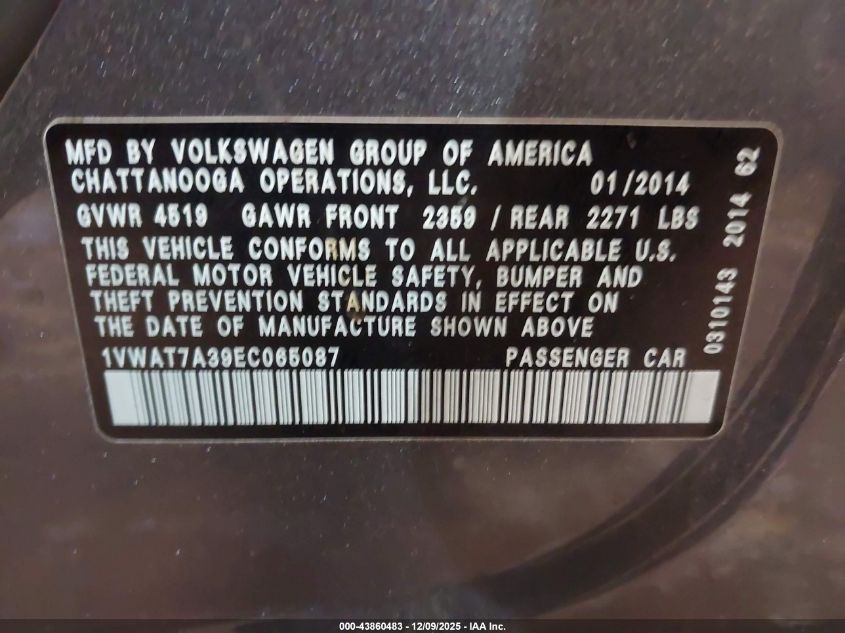 MFD BY VOLKSWAGEN GROUP OF AMERICA
CHATTANOOGA OPERATIONS, LLC. 01/2014
GVWR 4519 GAWR FRONT 2359 / REAR 2271 LBS
THIS VEHICLE CONFORMS TO ALL APPLICABLE U.S.
FEDERAL MOTOR VEHICLE SAFETY, BUMPER AND
THEFT PREVENTION STANDARDS IN EFFECT ON
THE DATE OF MANUFACTURE SHOWN ABOVE
1VWAT7A39EC065087 PASSENGER CAR
0310143 2014 62
000-43860483 - 12/09/2025 - IAA Inc.